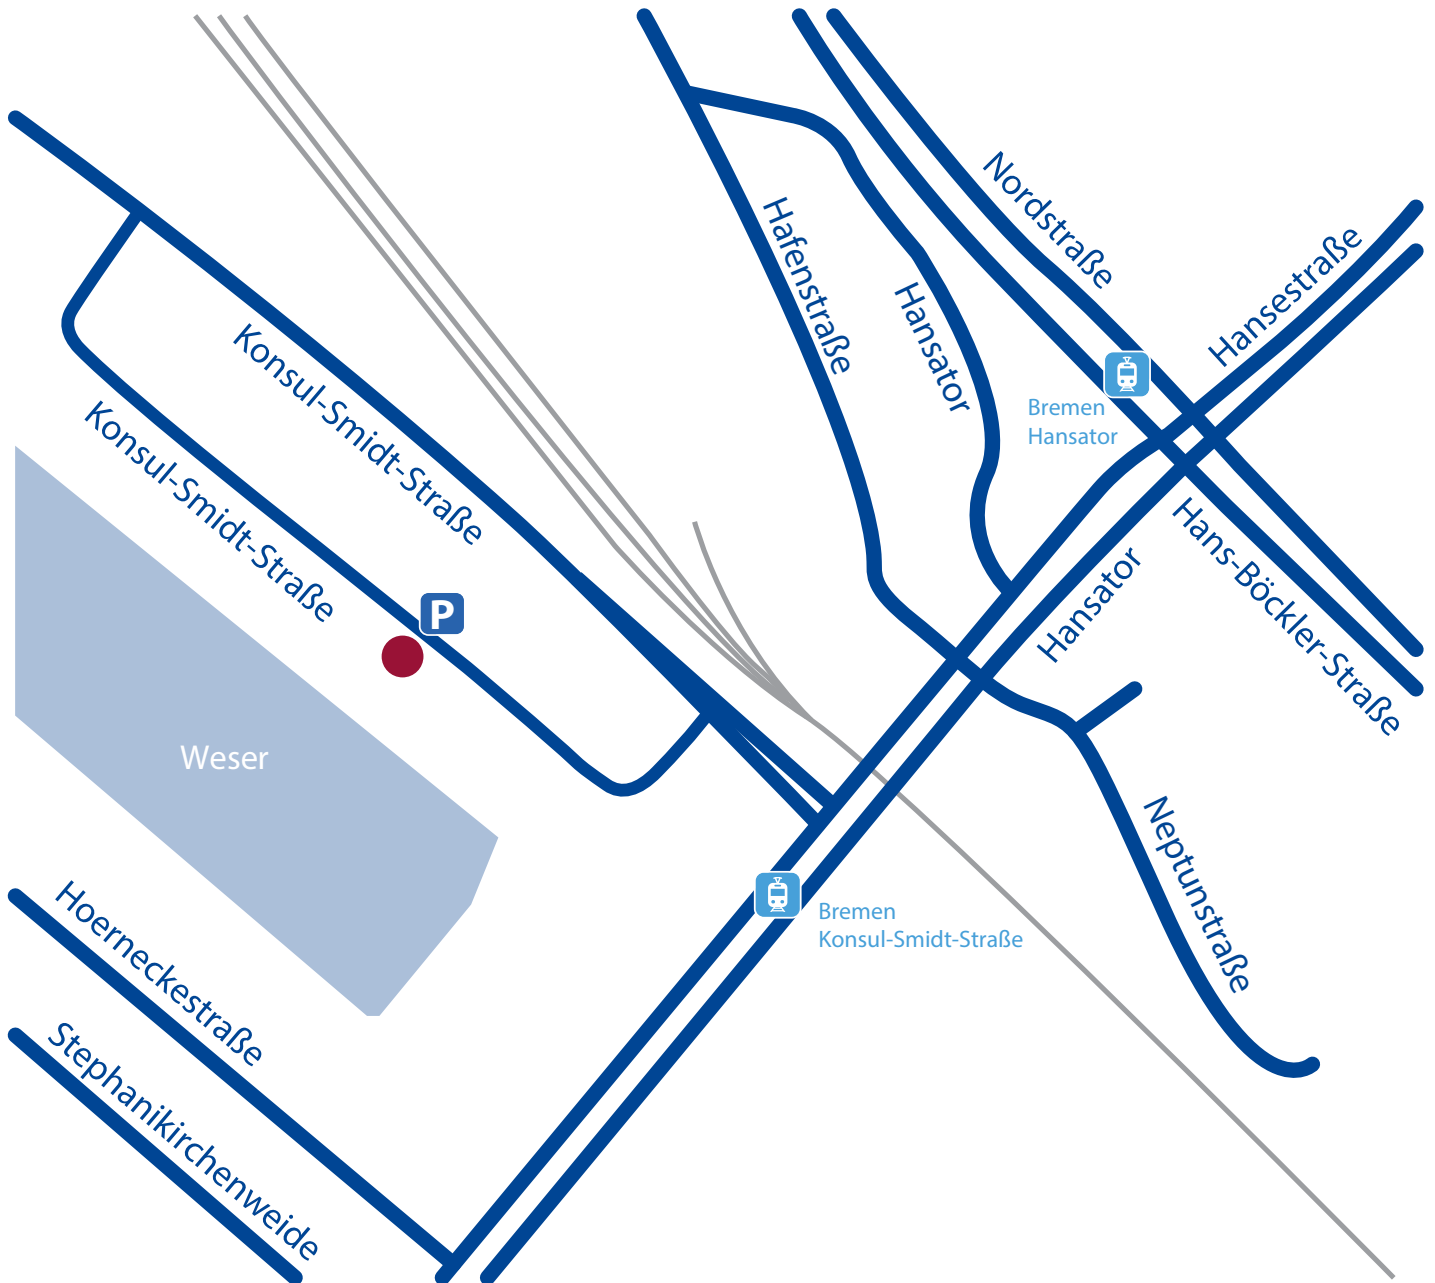 Nordstraße
Hafenstraße
Hansestraße
Hansator
Konsul-Smidt-Straße
Bremen
Hansator
Konsul-Smidt-Straße
Hans-Böckler-Straße
Hansator
P
Weser
Neptunstraße
Bremen
Konsul-Smidt-Straße
Hoerneckestraße
Stephanikirchenweide